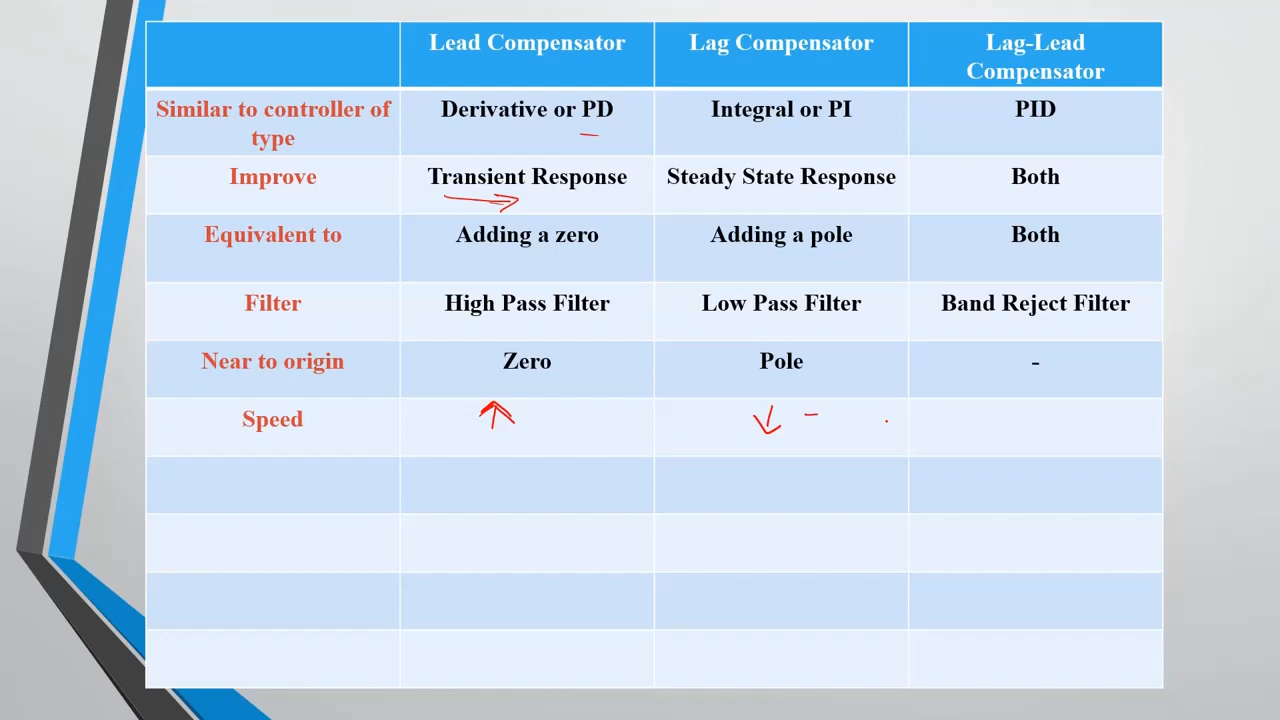 Lead Compensator
Lag Compensator
Lag-Lead
Compensator
Similar to controller of
type
Derivative or PD
Integral or PI
PID
Improve
Transient Response
Steady State Response
Both
Equivalent to
Adding a zero
Adding a pole
Both
Filter
High Pass Filter
Low Pass Filter
Band Reject Filter
Near to origin
Zero
Pole
-
Speed